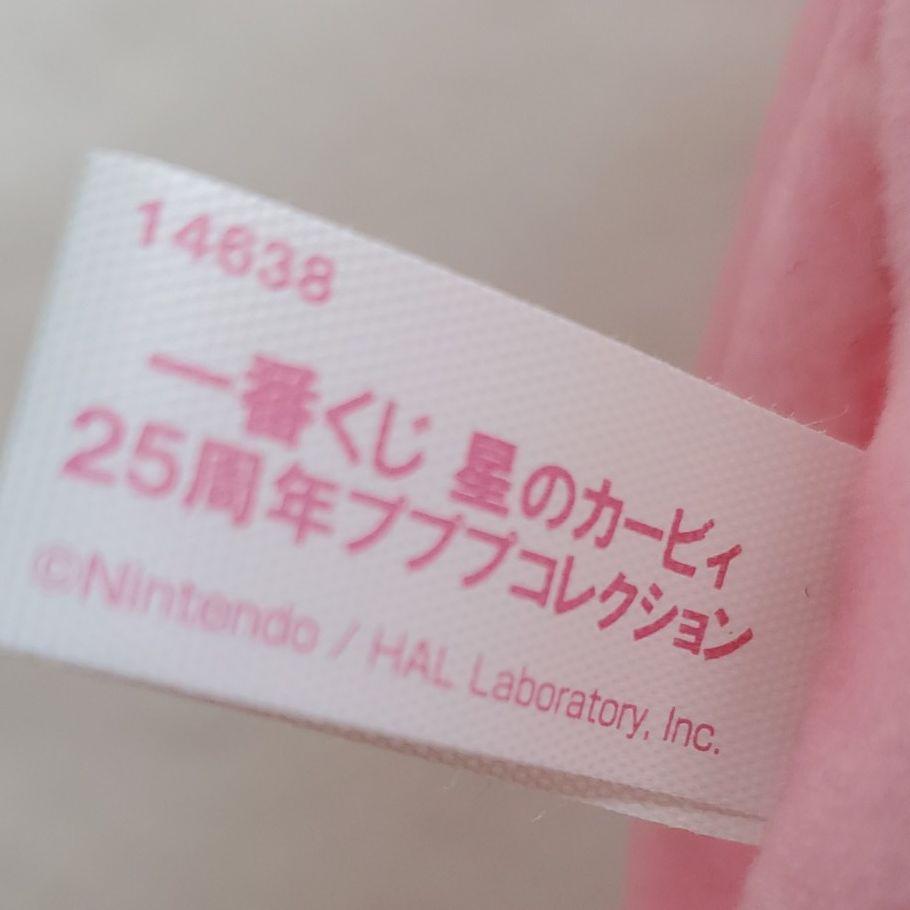 14638
一番くじ 星のカービィ
25周年プププコレクション
©Nintendo / HAL Laboratory, Inc.